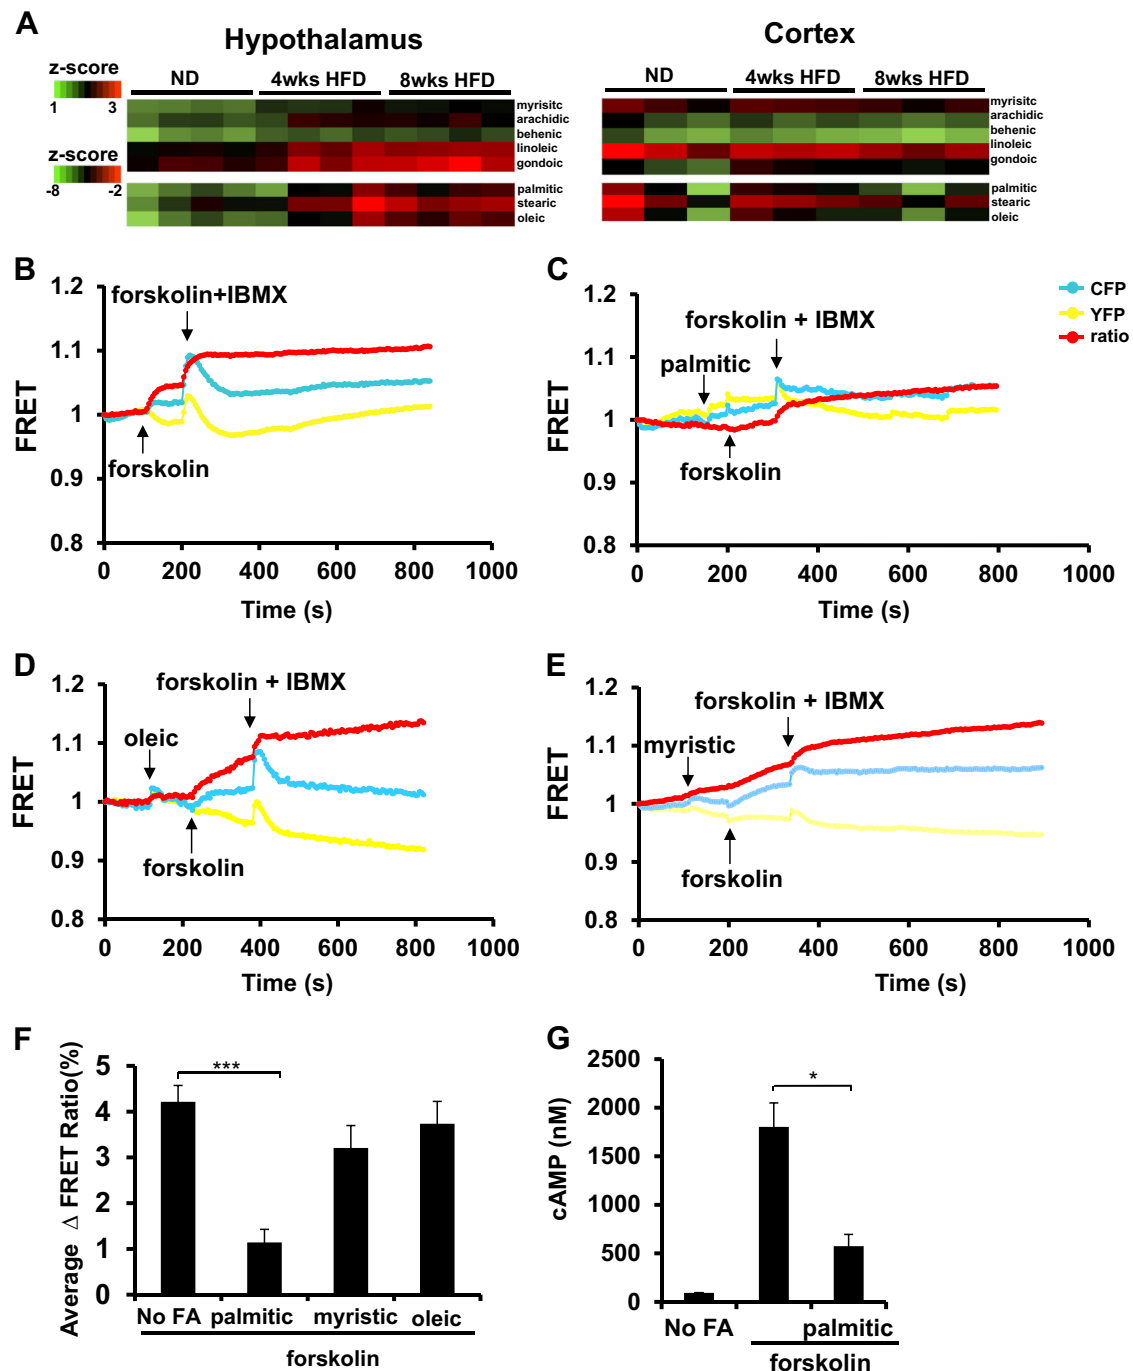 A
Hypothalamus
Cortex
z-score
1 3
z-score
-8 -2
ND 4wks HFD 8wks HFD
myrisitc
arachidic
behenic
linoleic
gondoic
palmitic
stearic
oleic
ND 4wks HFD 8wks HFD
myrisitc
arachidic
behenic
linoleic
gondoic
palmitic
stearic
oleic
B
FRET
1.2
1.1
1
0.9
0.8
forskolin+IBMX
forskolin
0 200 400 600 800 1000
Time (s)
C
FRET
1.2
1.1
1
0.9
0.8
forskolin + IBMX
palmitic
forskolin
0 200 400 600 800 1000
Time (s)
CFP
YFP
ratio
D
FRET
1.2
1.1
1
0.9
0.8
forskolin + IBMX
oleic
forskolin
0 200 400 600 800 1000
Time (s)
E
FRET
1.2
1.1
1
0.9
0.8
forskolin + IBMX
myristic
forskolin
0 200 400 600 800 1000
Time (s)
F
Average Δ FRET Ratio(%)
5
4
3
2
1
0
***
No FA palmitic myristic oleic
forskolin
G
cAMP (nM)
2500
2000
1500
1000
500
0
*
No FA palmitic
forskolin